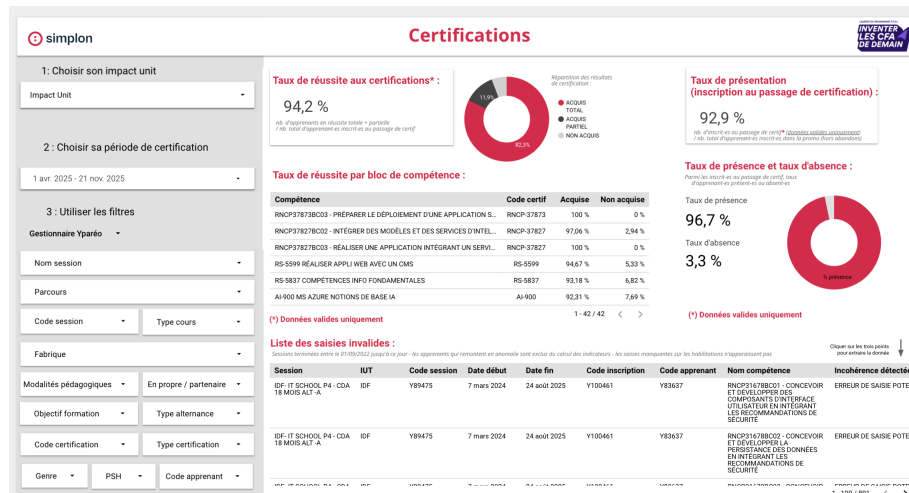 simplon
Certifications
INVENTER
LES CFA
DE DEMAIN
1: Choisir son impact unit
Impact Unit
2 : Choisir sa période de certification
1 avr. 2025 - 21 nov. 2025
3 : Utiliser les filtres
Gestionnaire Yparéo
Nom session
Parcours
Code session
Type cours
Fabrique
Modalités pédagogiques
En propre / partenaire
Objectif formation
Type alternance
Code certification
Type certification
Genre
PSH
Code apprenant
Taux de réussite aux certifications* :
94,2 %
nb. d'apprenants en réussite totale + partielle
/ nb. total d'apprenant-es inscrit-es au passage de certif
Répartition des résultats
de certification :
11,9%
82,3%
ACQUIS
TOTAL
ACQUIS
PARTIEL
NON ACQUIS
Taux de présentation
(inscription au passage de certification) :
92,9 %
nb. d'inscrit-es au passage de certif* (données valides uniquement)
/ nb. total d'apprenant-es inscrit-es dans la promo (hors abandons)
Taux de réussite par bloc de compétence :
Compétence Code certif Acquise Non acquise
RNCP37873BC03 - PRÉPARER LE DÉPLOIEMENT D'UNE APPLICATION S... RNCP-37873 100 % 0 %
RNCP37827BC02 - INTÉGRER DES MODÈLES ET DES SERVICES D'INTEL... RNCP-37827 97,06 % 2,94 %
RNCP37827BC03 - RÉALISER UNE APPLICATION INTÉGRANT UN SERVI... RNCP-37827 100 % 0 %
RS-5599 RÉALISER APPLI WEB AVEC UN CMS RS-5599 94,67 % 5,33 %
RS-5837 COMPÉTENCES INFO FONDAMENTALES RS-5837 93,18 % 6,82 %
AI-900 MS AZURE NOTIONS DE BASE IA AI-900 92,31 % 7,69 %
1 - 42 / 42
(*) Données valides uniquement
Taux de présence et taux d'absence :
Parmi les inscrit-es au passage de certif, taux
d'apprenant-es présent-es ou absent-es
Taux de présence
96,7 %
Taux d'absence
3,3 %
% présence
(*) Données valides uniquement
Liste des saisies invalides :
Sessions terminées entre le 01/09/2022 jusqu'à ce jour - les apprenants qui remontent en anomalie sont exclus du calcul des indicateurs - les saisies manquantes sur les habilitations n'apparaissent pas
Cliquer sur les trois points
pour extraire la donnée
Session IUT Code session Date début Date fin Code inscription Code apprenant Nom compétence Incohérence détectée
IDF- IT SCHOOL P4 - CDA 18 MOIS ALT -A IDF Y89475 7 mars 2024 24 août 2025 Y100461 Y83637 RNCP31678BC01 - CONCEVOIR ERREUR DE SAISIE POTE
ET DÉVELOPPER DES
COMPOSANTS D'INTERFACE
UTILISATEUR EN INTÉGRANT
LES RECOMMANDATIONS DE
SÉCURITÉ
IDF- IT SCHOOL P4 - CDA 18 MOIS ALT -A IDF Y89475 7 mars 2024 24 août 2025 Y100461 Y83637 RNCP31678BC02 - CONCEVOIR ERREUR DE SAISIE POTE
ET DÉVELOPPER LA
PERSISTANCE DES DONNÉES
EN INTÉGRANT LES
RECOMMANDATIONS DE
SÉCURITÉ